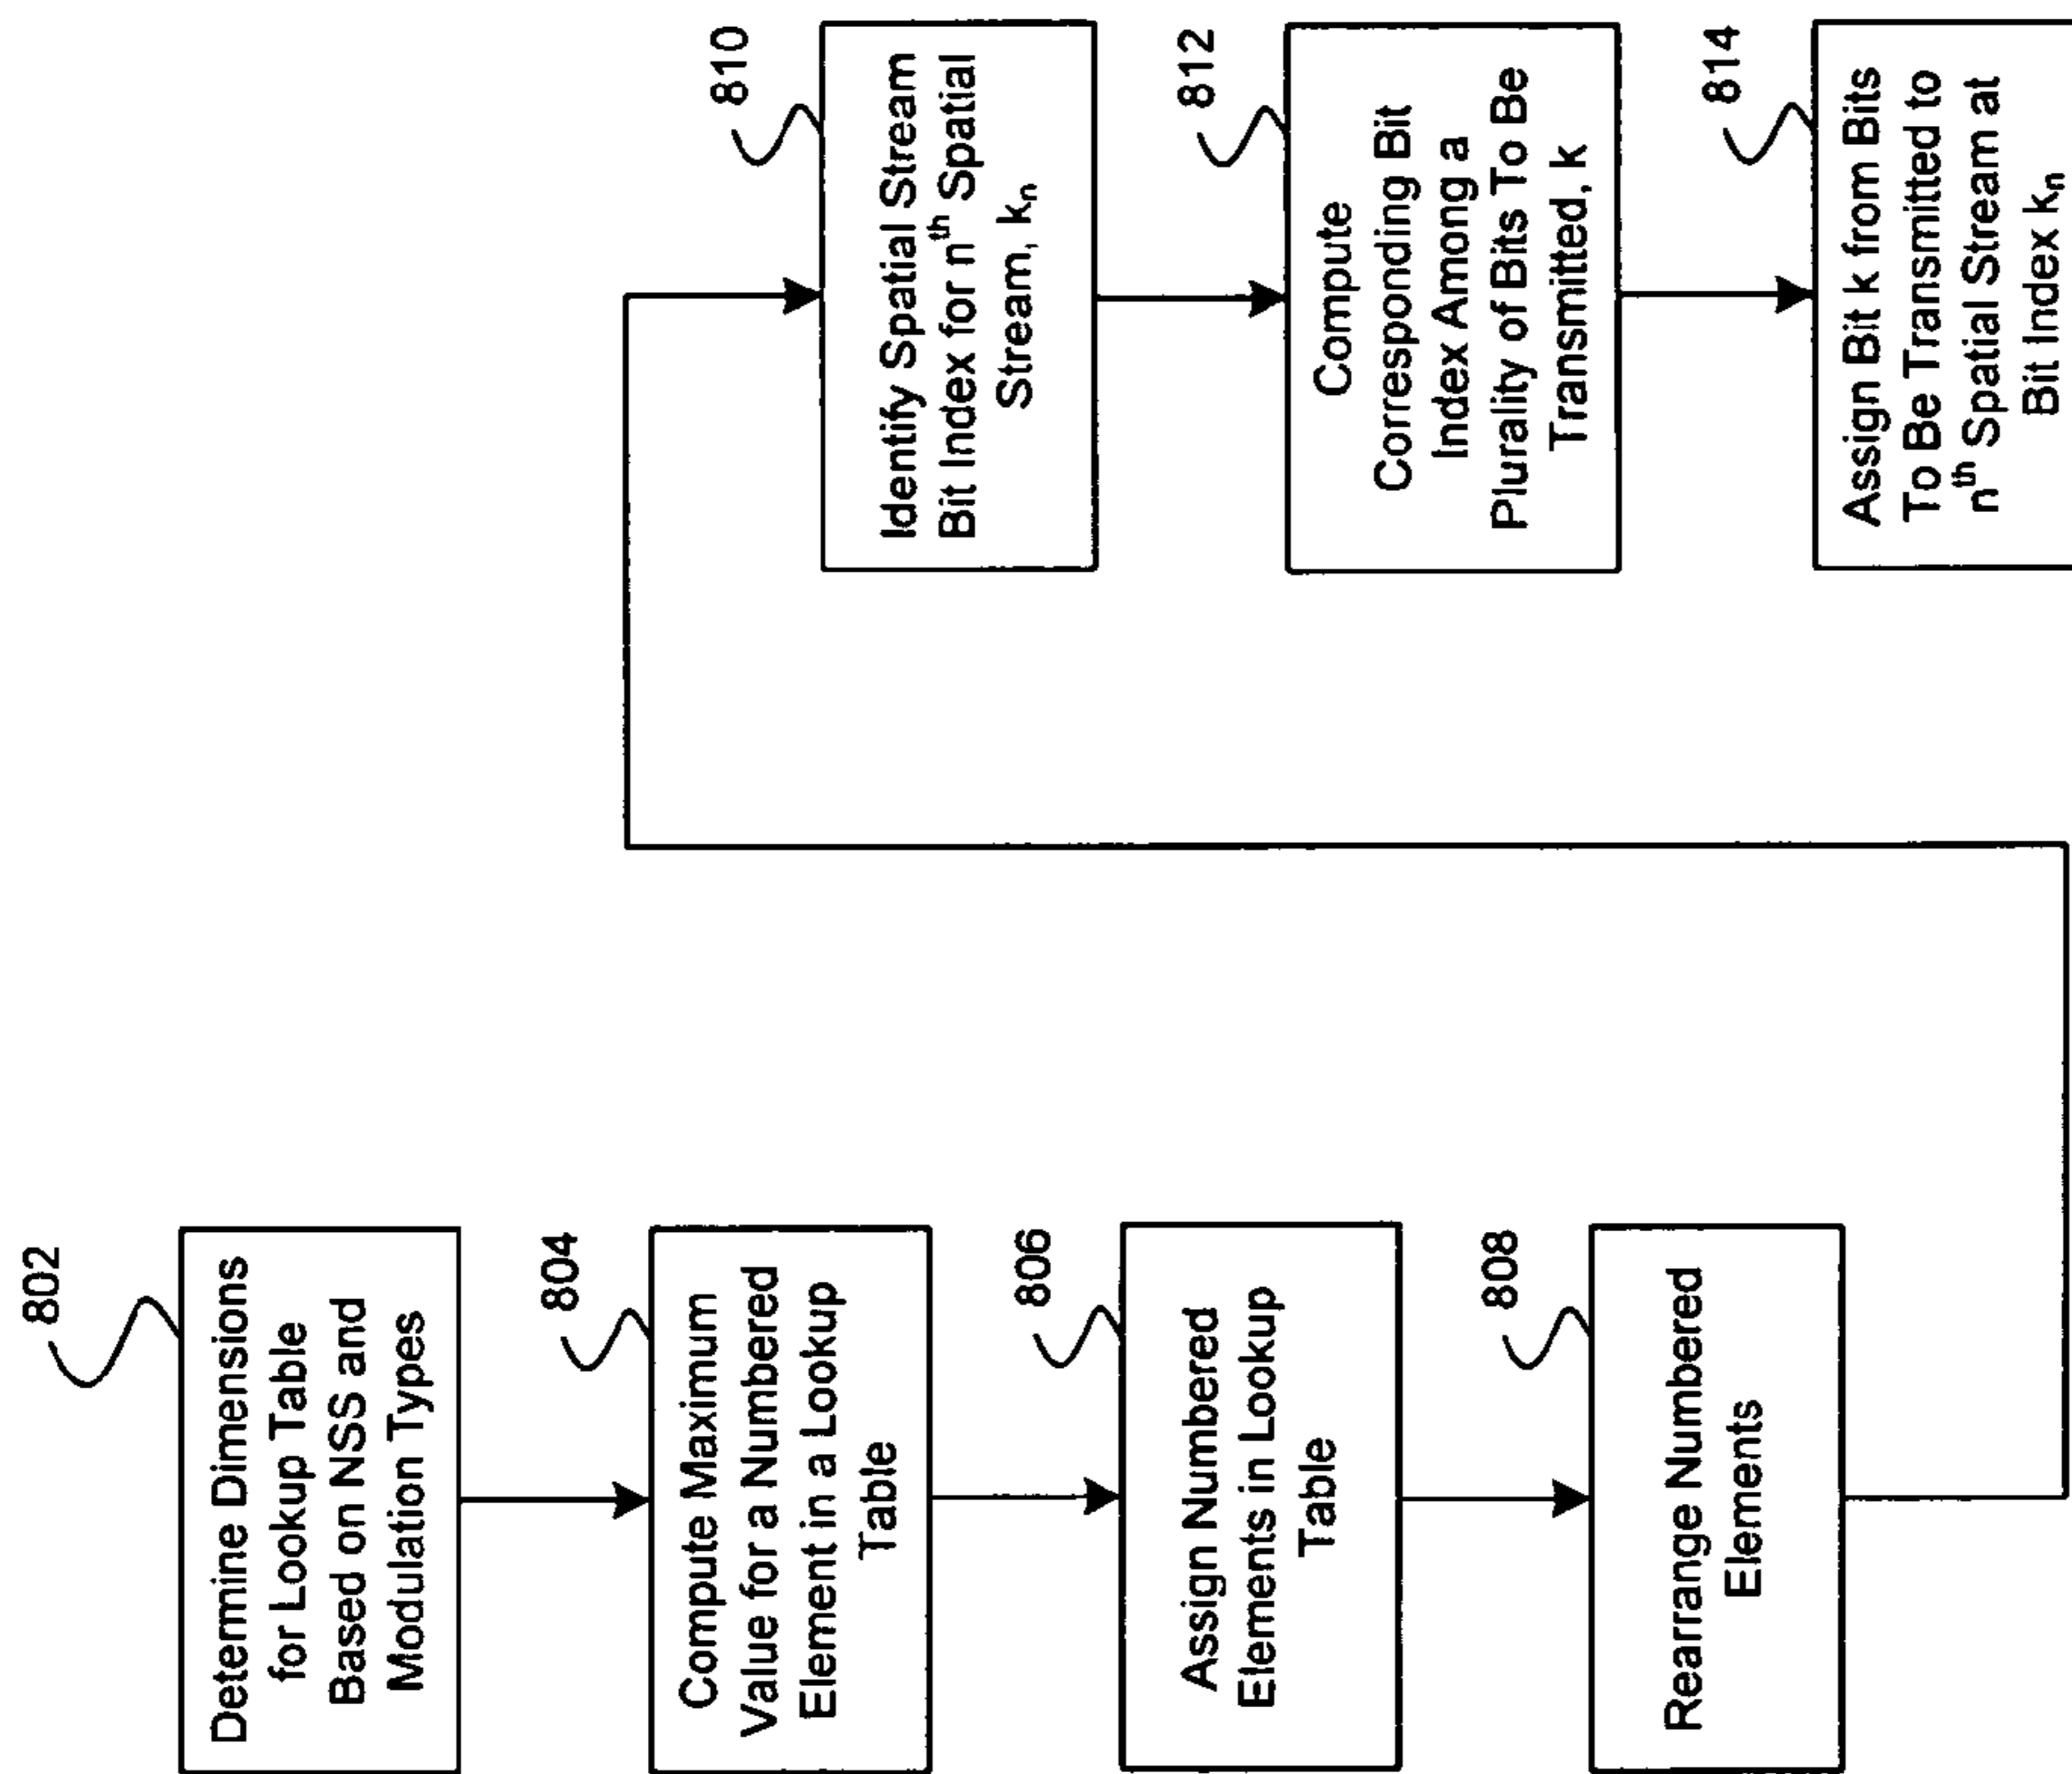 802
Determine Dimensions
for Lookup Table
Based on NSS and
Modulation Types
804
Compute Maximum
Value for a Numbered
Element in a Lookup
Table
806
Assign Numbered
Elements in Lookup
Table
808
Rearrange Numbered
Elements
810
Identify Spatial Stream
Bit Index for nth Spatial
Stream, kn
812
Compute
Corresponding Bit
Index Among a
Plurality of Bits To Be
Transmitted, k
814
Assign Bit k from Bits
To Be Transmitted to
nth Spatial Stream at
Bit Index kn